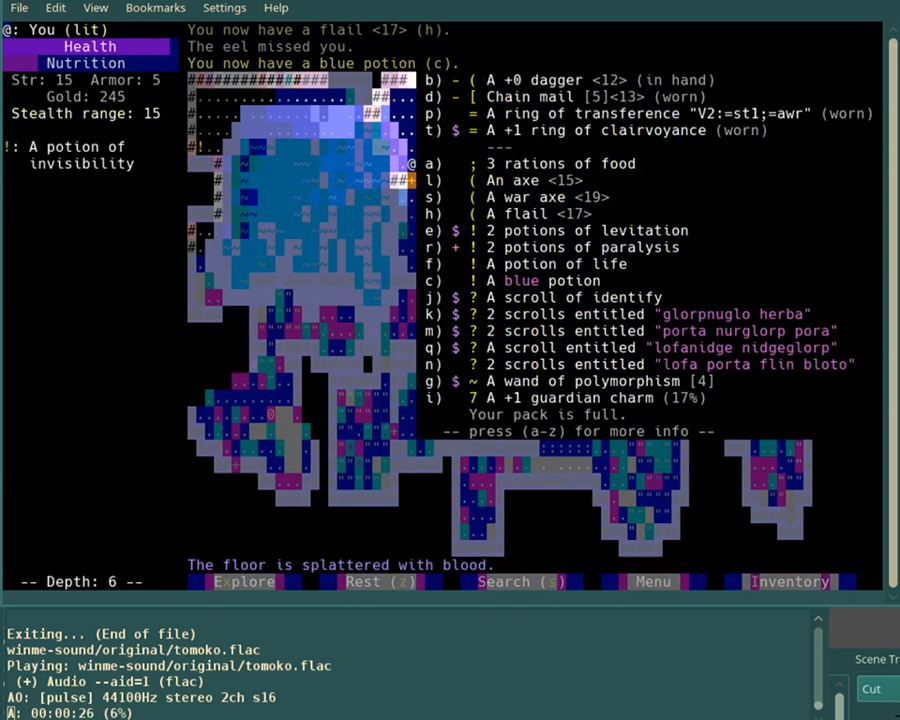 File Edit View Bookmarks Settings Help
@: You (lit)
Health
Nutrition
Str: 15 Armor: 5
Gold: 245
Stealth range: 15
!: A potion of
invisibility
You now have a flail <17> (h).
The eel missed you.
You now have a blue potion (c).
b) - ( A +0 dagger <12> (in hand)
d) - [ Chain mail [5]<13> (worn)
p) = A ring of transference "V2:=st1;=awr" (worn)
t) $ = A +1 ring of clairvoyance (worn)
---
a) ; 3 rations of food
l) ( An axe <15>
s) ( A war axe <19>
h) ( A flail <17>
e) $ ! 2 potions of levitation
r) + ! 2 potions of paralysis
f) ! A potion of life
c) ! A blue potion
j) $ ? A scroll of identify
k) $ ? 2 scrolls entitled "glorpnuglo herba"
m) $ ? 2 scrolls entitled "porta nurglorp pora"
q) $ ? A scroll entitled "lofanidge nidgeglorp"
n) ? 2 scrolls entitled "lofa porta flin bloto"
g) $ ~ A wand of polymorphism [4]
i) 7 A +1 guardian charm (17%)
Your pack is full.
-- press (a-z) for more info --
The floor is splattered with blood.
-- Depth: 6 --
Explore Rest (z) Search (s) Menu Inventory
Exiting... (End of file)
winme-sound/original/tomoko.flac
Playing: winme-sound/original/tomoko.flac
(+) Audio --aid=1 (flac)
AO: [pulse] 44100Hz stereo 2ch s16
A: 00:00:26 (6%)
Scene Tr
Cut